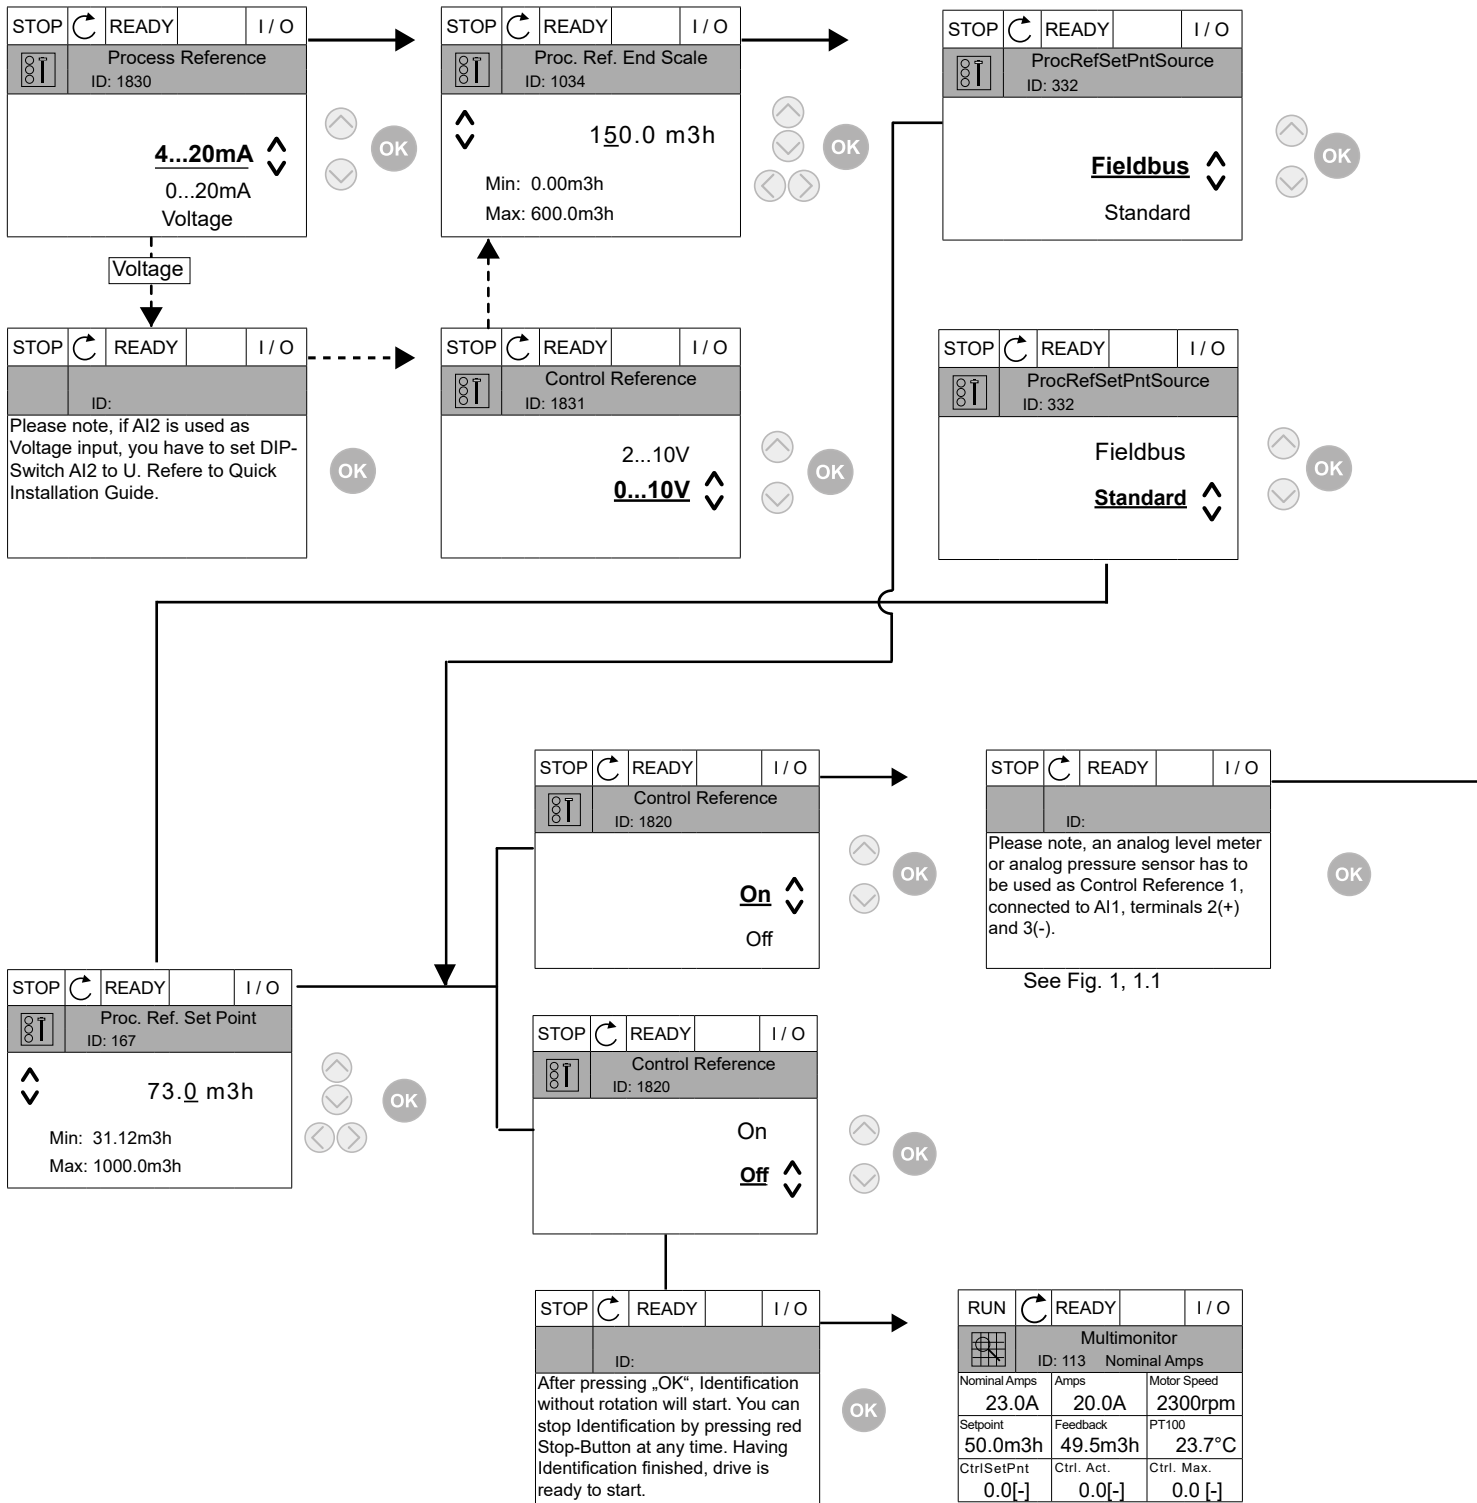 STOP READY I / O
Process Reference
ID: 1830
4...20mA
0...20mA
Voltage
OK
STOP READY I / O
Proc. Ref. End Scale
ID: 1034
150.0 m3h
Min: 0.00m3h
Max: 600.0m3h
OK
STOP READY I / O
ProcRefSetPntSource
ID: 332
Fieldbus
Standard
OK
Voltage
STOP READY I / O
ID:
Please note, if AI2 is used as
Voltage input, you have to set DIP-
Switch AI2 to U. Refere to Quick
Installation Guide.
OK
STOP READY I / O
Control Reference
ID: 1831
2...10V
0...10V
OK
STOP READY I / O
ProcRefSetPntSource
ID: 332
Fieldbus
Standard
OK
STOP READY I / O
Control Reference
ID: 1820
On
Off
OK
STOP READY I / O
ID:
Please note, an analog level meter
or analog pressure sensor has to
be used as Control Reference 1,
connected to AI1, terminals 2(+)
and 3(-).
OK
See Fig. 1, 1.1
STOP READY I / O
Proc. Ref. Set Point
ID: 167
73.0 m3h
Min: 31.12m3h
Max: 1000.0m3h
OK
STOP READY I / O
Control Reference
ID: 1820
On
Off
OK
STOP READY I / O
ID:
After pressing „OK“, Identification
without rotation will start. You can
stop Identification by pressing red
Stop-Button at any time. Having
Identification finished, drive is
ready to start.
OK
RUN READY I / O
Multimonitor
ID: 113 Nominal Amps
Nominal Amps Amps Motor Speed
23.0A 20.0A 2300rpm
Setpoint Feedback PT100
50.0m3h 49.5m3h 23.7°C
CtrlSetPnt Ctrl. Act. Ctrl. Max.
0.0[-] 0.0[-] 0.0 [-]